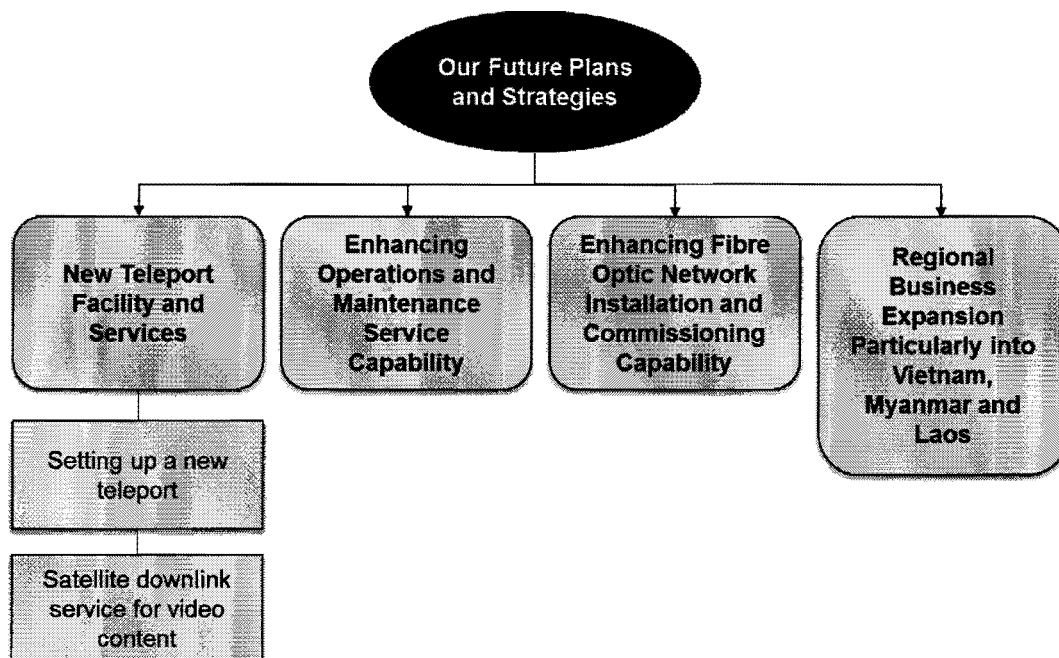 Our Future Plans
and Strategies
New Teleport
Facility and
Services
Enhancing
Operations and
Maintenance
Service
Capability
Enhancing Fibre
Optic Network
Installation and
Commissioning
Capability
Regional
Business
Expansion
Particularly into
Vietnam,
Myanmar and
Laos
Setting up a new
teleport
Satellite downlink
service for video
content